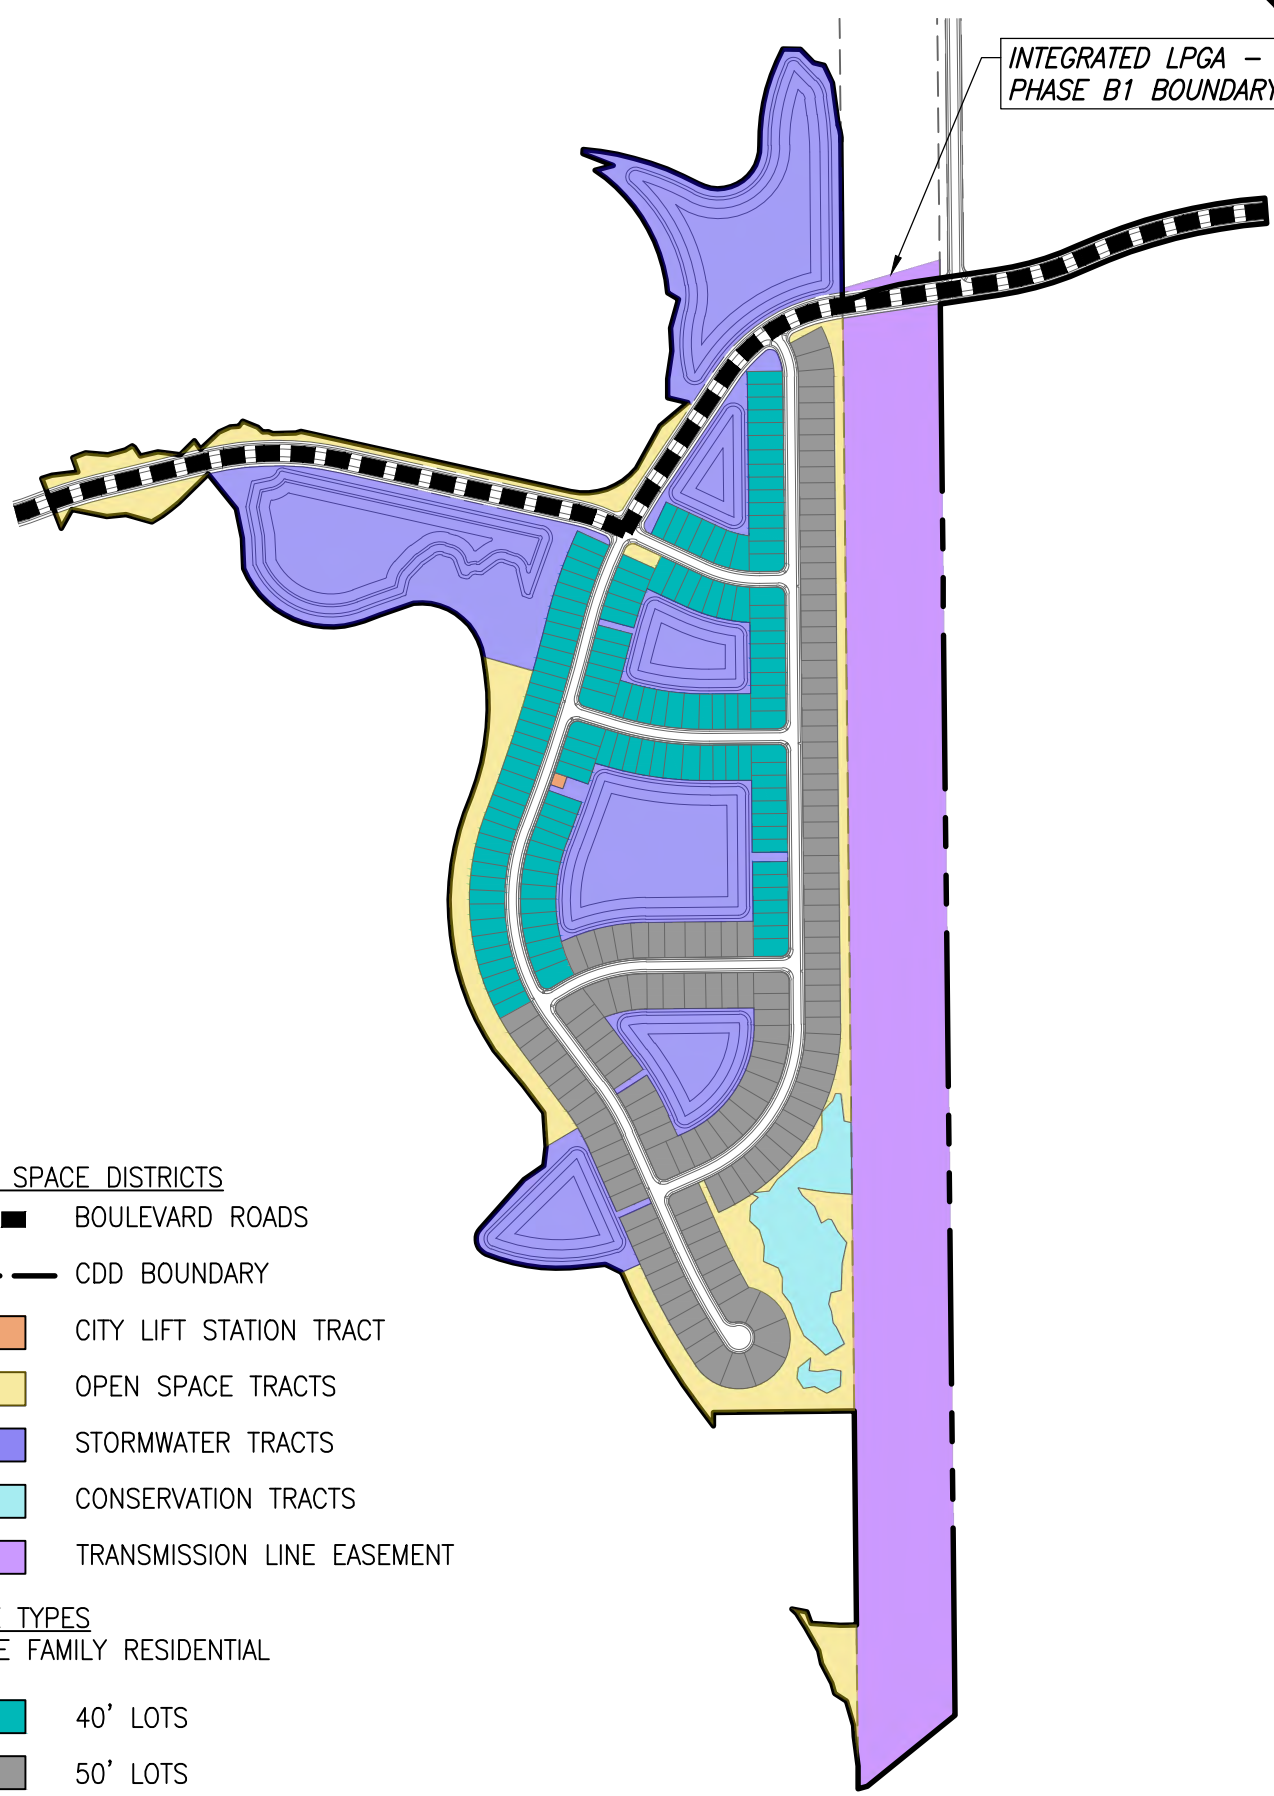 INTEGRATED LPGA –
PHASE B1 BOUNDARY
SPACE DISTRICTS
BOULEVARD ROADS
CDD BOUNDARY
CITY LIFT STATION TRACT
OPEN SPACE TRACTS
STORMWATER TRACTS
CONSERVATION TRACTS
TRANSMISSION LINE EASEMENT
TYPES
FAMILY RESIDENTIAL
40' LOTS
50' LOTS